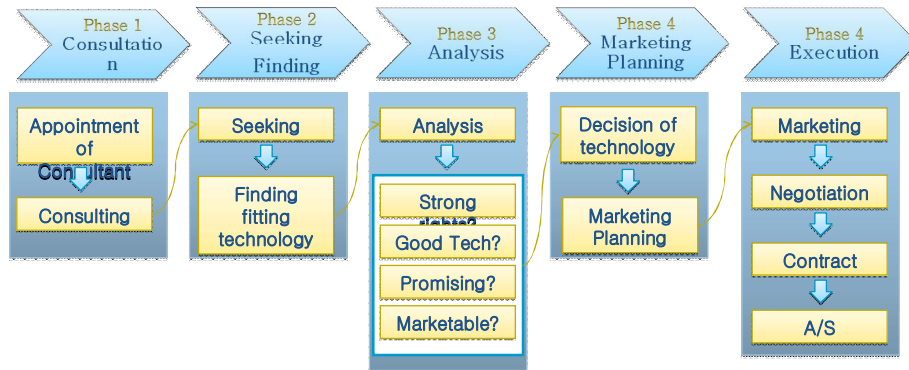 Phase 1
Consultatio
n
Phase 2
Seeking
Finding
Phase 3
Analysis
Phase 4
Marketing
Planning
Phase 4
Execution
Appointment
of
Consultant
Consulting
Seeking
Finding
fitting
technology
Analysis
Strong
rights?
Good Tech?
Promising?
Marketable?
Decision of
technology
Marketing
Planning
Marketing
Negotiation
Contract
A/S